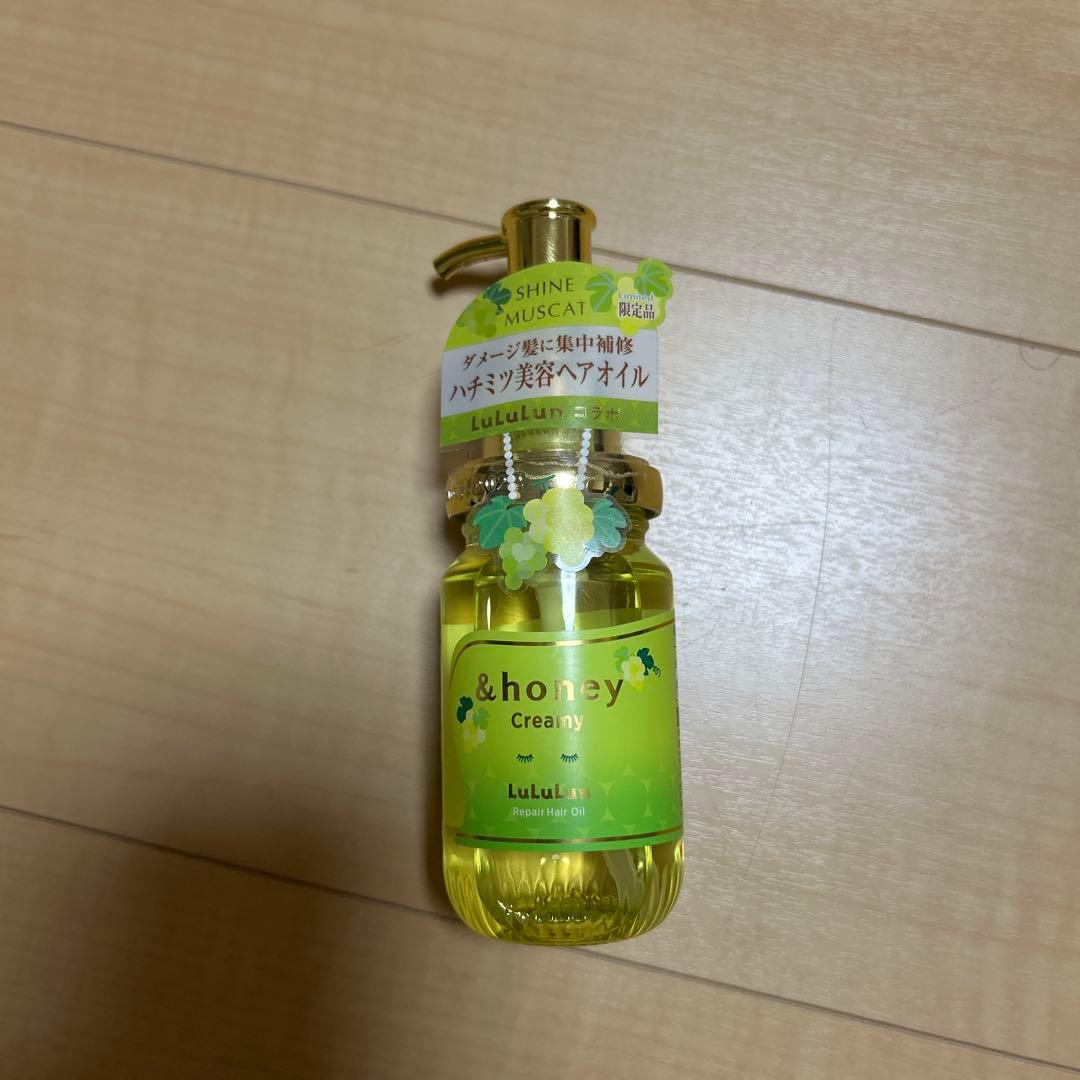 SHINE
MUSCAT
Limited
限定品
ダメージ髪に集中補修
ハチミツ美容ヘアオイル
LuLuLun コラボ
&honey
Creamy
LuLuLun
Repair Hair Oil